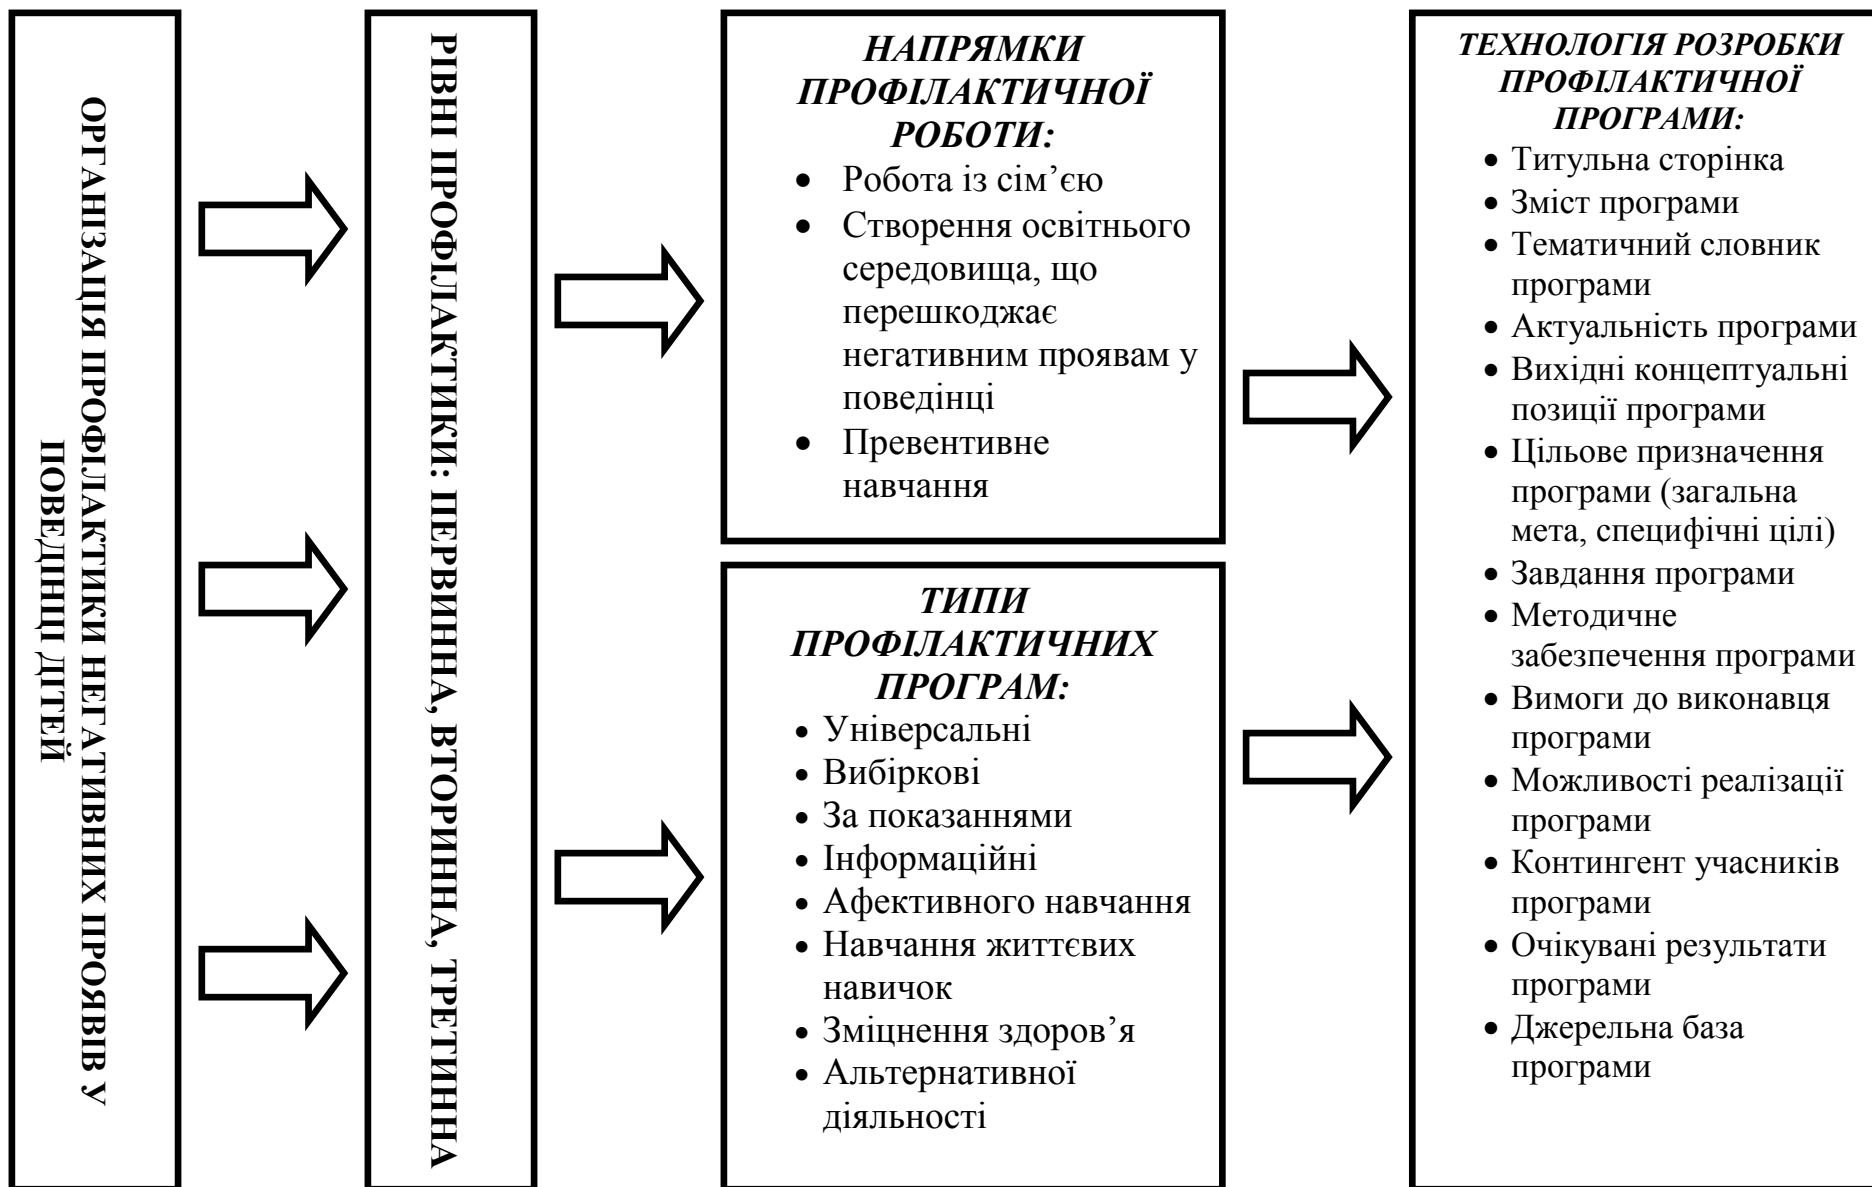 ОРГАНІЗАЦІЯ ПРОФІЛАКТИКИ НЕГАТИВНИХ ПРОЯВІВ У
ПОВЕДІНЦІ ДІТЕЙ
РІВНІ ПРОФІЛАКТИКИ: ПЕРВИННА, ВТОРИННА, ТРЕТИННА
НАПРЯМКИ
ПРОФІЛАКТИЧНОЇ
РОБОТИ:
• Робота із сім’єю
• Створення освітнього
середовища, що
перешкоджає
негативним проявам у
поведінці
• Превентивне
навчання
ТИПИ
ПРОФІЛАКТИЧНИХ
ПРОГРАМ:
• Універсальні
• Вибіркові
• За показаннями
• Інформаційні
• Афективного навчання
• Навчання життєвих
навичок
• Зміцнення здоров’я
• Альтернативної
діяльності
ТЕХНОЛОГІЯ РОЗРОБКИ
ПРОФІЛАКТИЧНОЇ
ПРОГРАМИ:
• Титульна сторінка
• Зміст програми
• Тематичний словник
програми
• Актуальність програми
• Вихідні концептуальні
позиції програми
• Цільове призначення
програми (загальна
мета, специфічні цілі)
• Завдання програми
• Методичне
забезпечення програми
• Вимоги до виконавця
програми
• Можливості реалізації
програми
• Контингент учасників
програми
• Очікувані результати
програми
• Джерельна база
програми